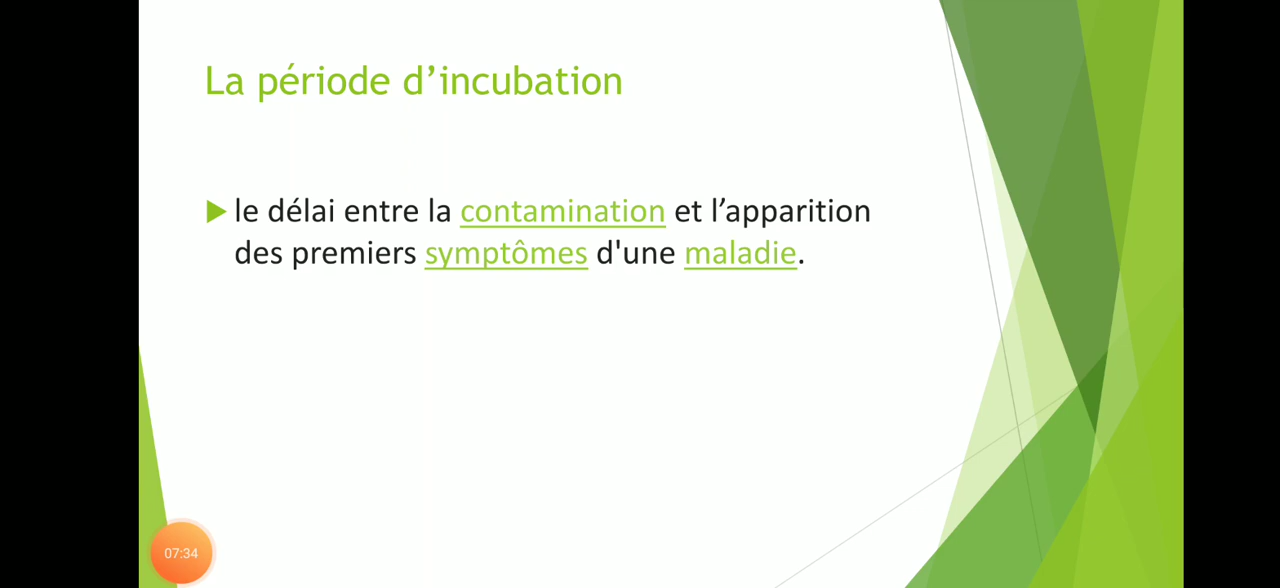 La période d’incubation
le délai entre la contamination et l’apparition
des premiers symptômes d'une maladie.
07:34